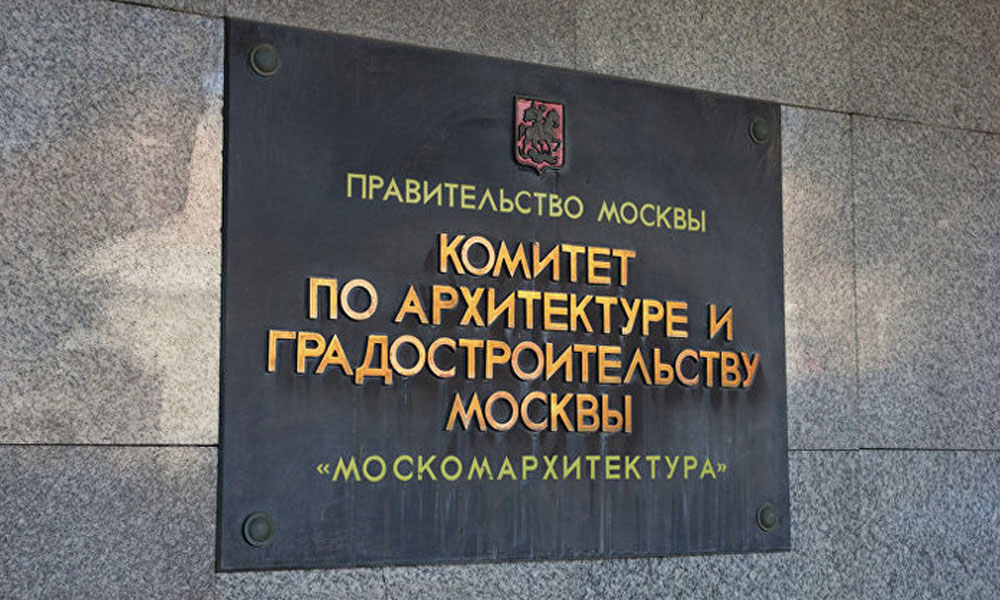 ПРАВИТЕЛЬСТВО МОСКВЫ
КОМИТЕТ
ПО АРХИТЕКТУРЕ И
ГРАДОСТРОИТЕЛЬСТВУ
МОСКВЫ
«МОСКОМАРХИТЕКТУРА»